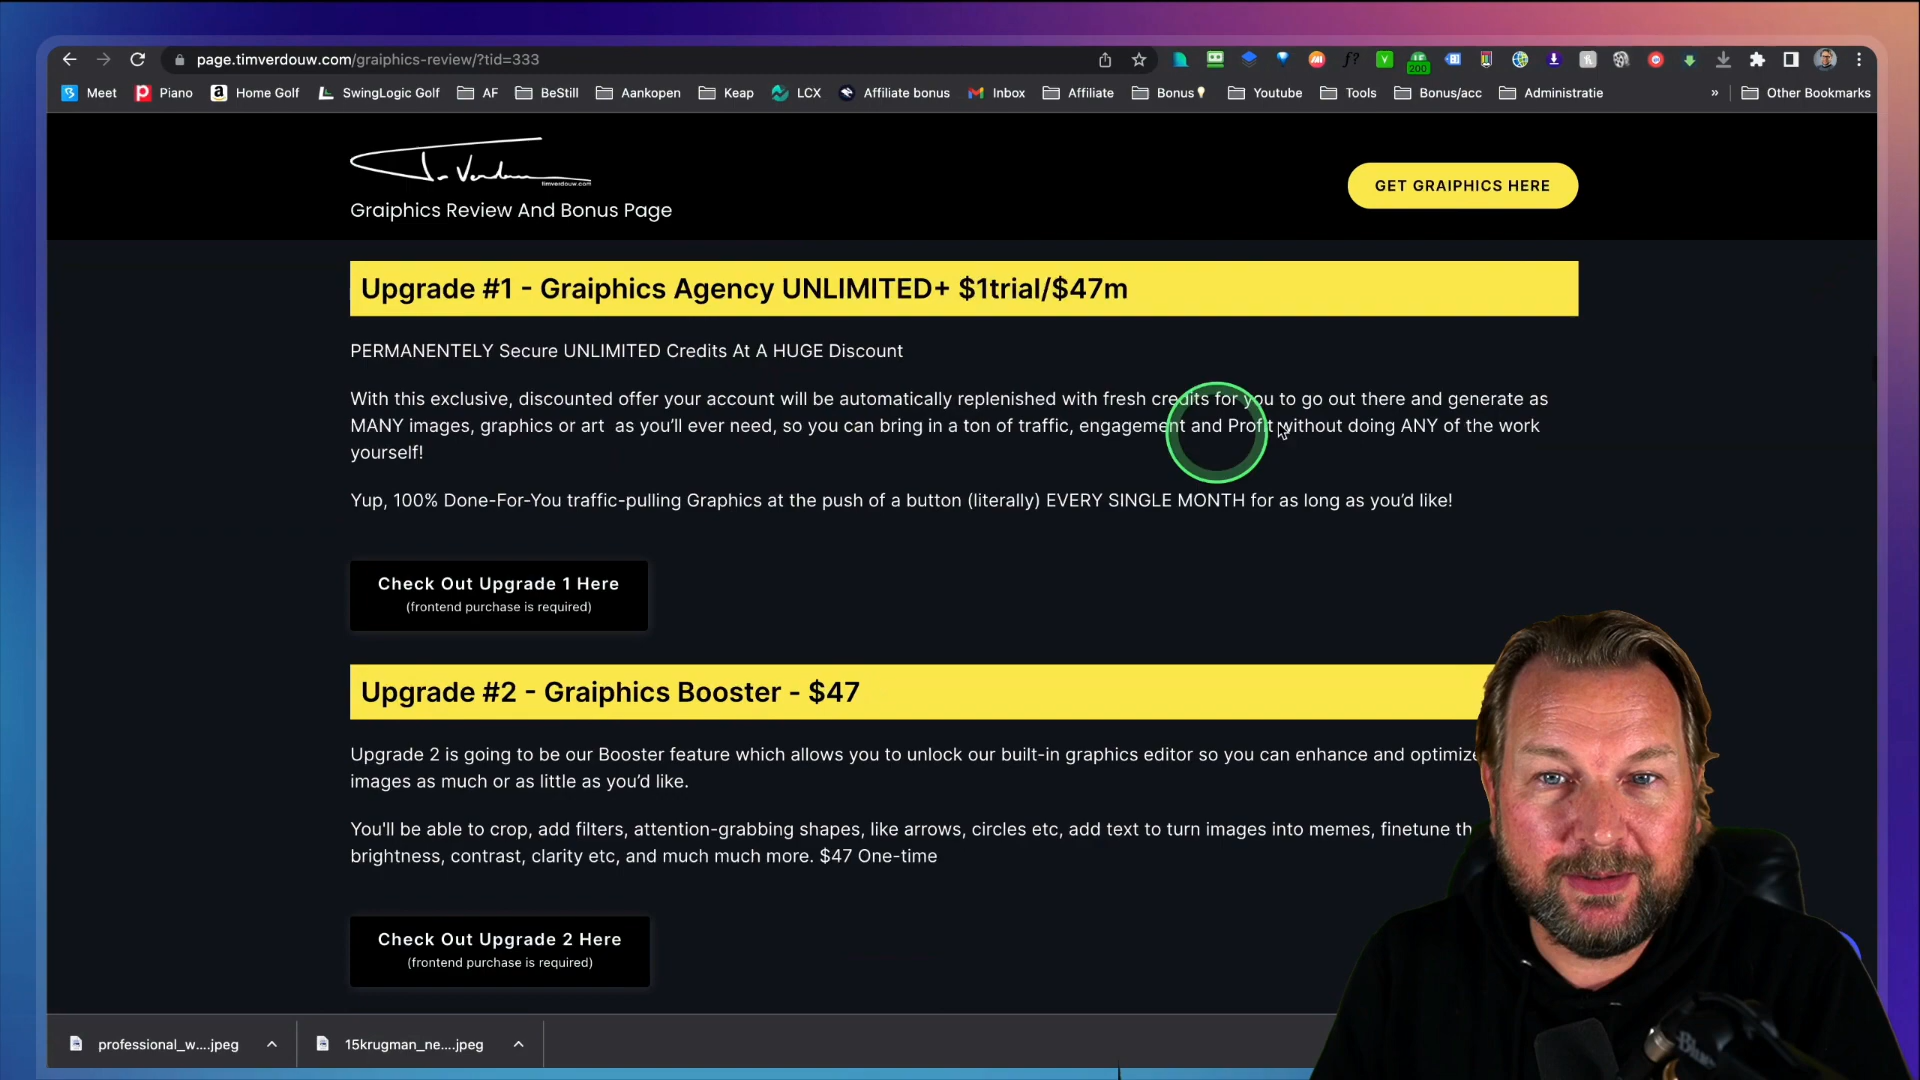 page.timverdouw.com/graiphics-review/?tid=333
200
Meet Piano Home Golf SwingLogic Golf AF BeStill Aankopen Keap LCX Affiliate bonus Inbox Affiliate Bonus Youtube Tools Bonus/acc Administratie » Other Bookmarks
timverdouw.com
Graiphics Review And Bonus Page
GET GRAIPHICS HERE
Upgrade #1 - Graiphics Agency UNLIMITED+ $1trial/$47m
PERMANENTLY Secure UNLIMITED Credits At A HUGE Discount
With this exclusive, discounted offer your account will be automatically replenished with fresh credits for you to go out there and generate as
MANY images, graphics or art as you'll ever need, so you can bring in a ton of traffic, engagement and Profit without doing ANY of the work
yourself!
Yup, 100% Done-For-You traffic-pulling Graphics at the push of a button (literally) EVERY SINGLE MONTH for as long as you'd like!
Check Out Upgrade 1 Here
(frontend purchase is required)
Upgrade #2 - Graiphics Booster - $47
Upgrade 2 is going to be our Booster feature which allows you to unlock our built-in graphics editor so you can enhance and optimize
images as much or as little as you'd like.
You'll be able to crop, add filters, attention-grabbing shapes, like arrows, circles etc, add text to turn images into memes, finetune th
brightness, contrast, clarity etc, and much much more. $47 One-time
Check Out Upgrade 2 Here
(frontend purchase is required)
professional_w....jpeg
15krugman_ne....jpeg